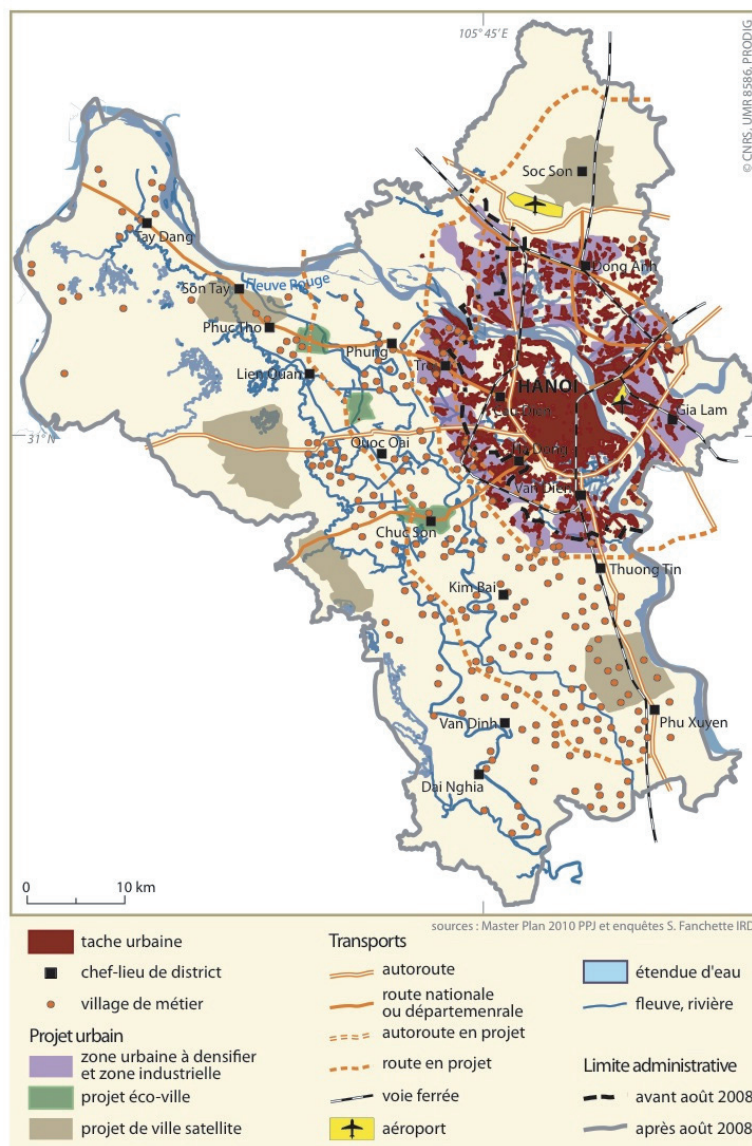 105° 45' E
© CNRS, UMR 8586, PRODIG
Soc Son
Tay Dang
Dong Anh
Son Tay
Fleuve Rouge
Phuc Tho
Phung
Lien Quan
HANOI
Gia Lam
31° N
Quoc Oai
Ha Dong
Van Dien
Chuc Son
Thuong Tin
Kim Bai
Van Dinh
Phu Xuyen
Dai Nghia
0 10 km
sources : Master Plan 2010 PPJ et enquêtes S. Fanchette IRD
tache urbaine
chef-lieu de district
village de métier
Projet urbain
zone urbaine à densifier
et zone industrielle
projet éco-ville
projet de ville satellite
Transports
autoroute
route nationale
ou départemenrale
autoroute en projet
route en projet
voie ferrée
aéroport
étendue d'eau
fleuve, rivière
Limite administrative
avant août 2008
après août 2008